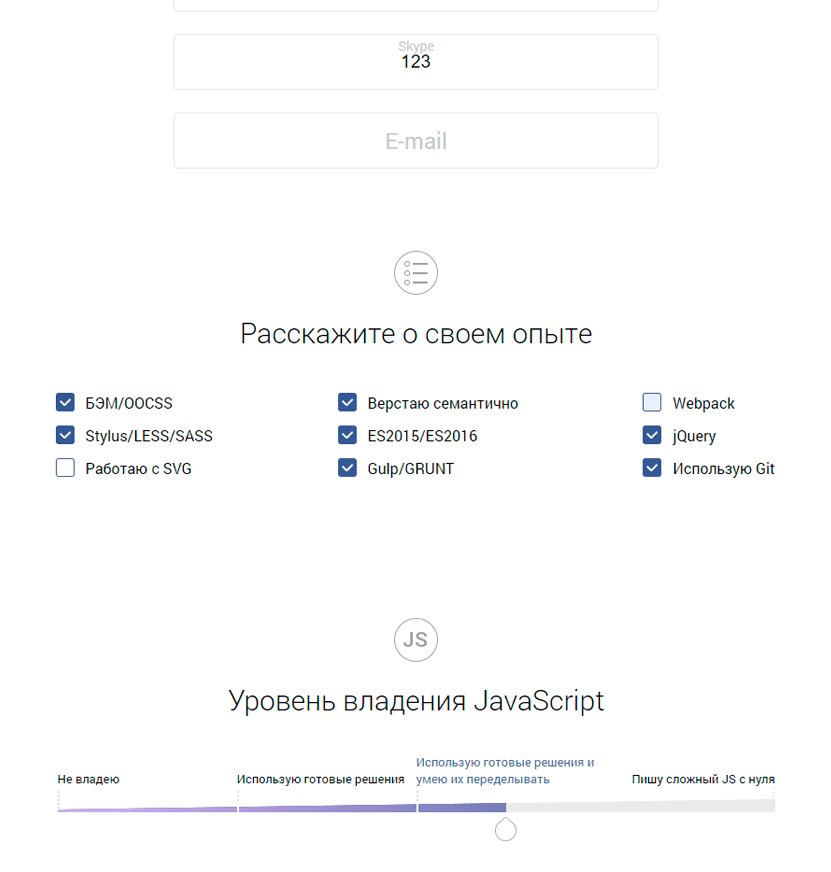 Skype
123
E-mail
Расскажите о своем опыте
БЭМ/OOCSS
Верстаю семантично
Webpack
Stylus/LESS/SASS
ES2015/ES2016
jQuery
Работаю с SVG
Gulp/GRUNT
Использую Git
JS
Уровень владения JavaScript
Не владею
Использую готовые решения
Использую готовые решения и
умею их переделывать
Пишу сложный JS с нуля